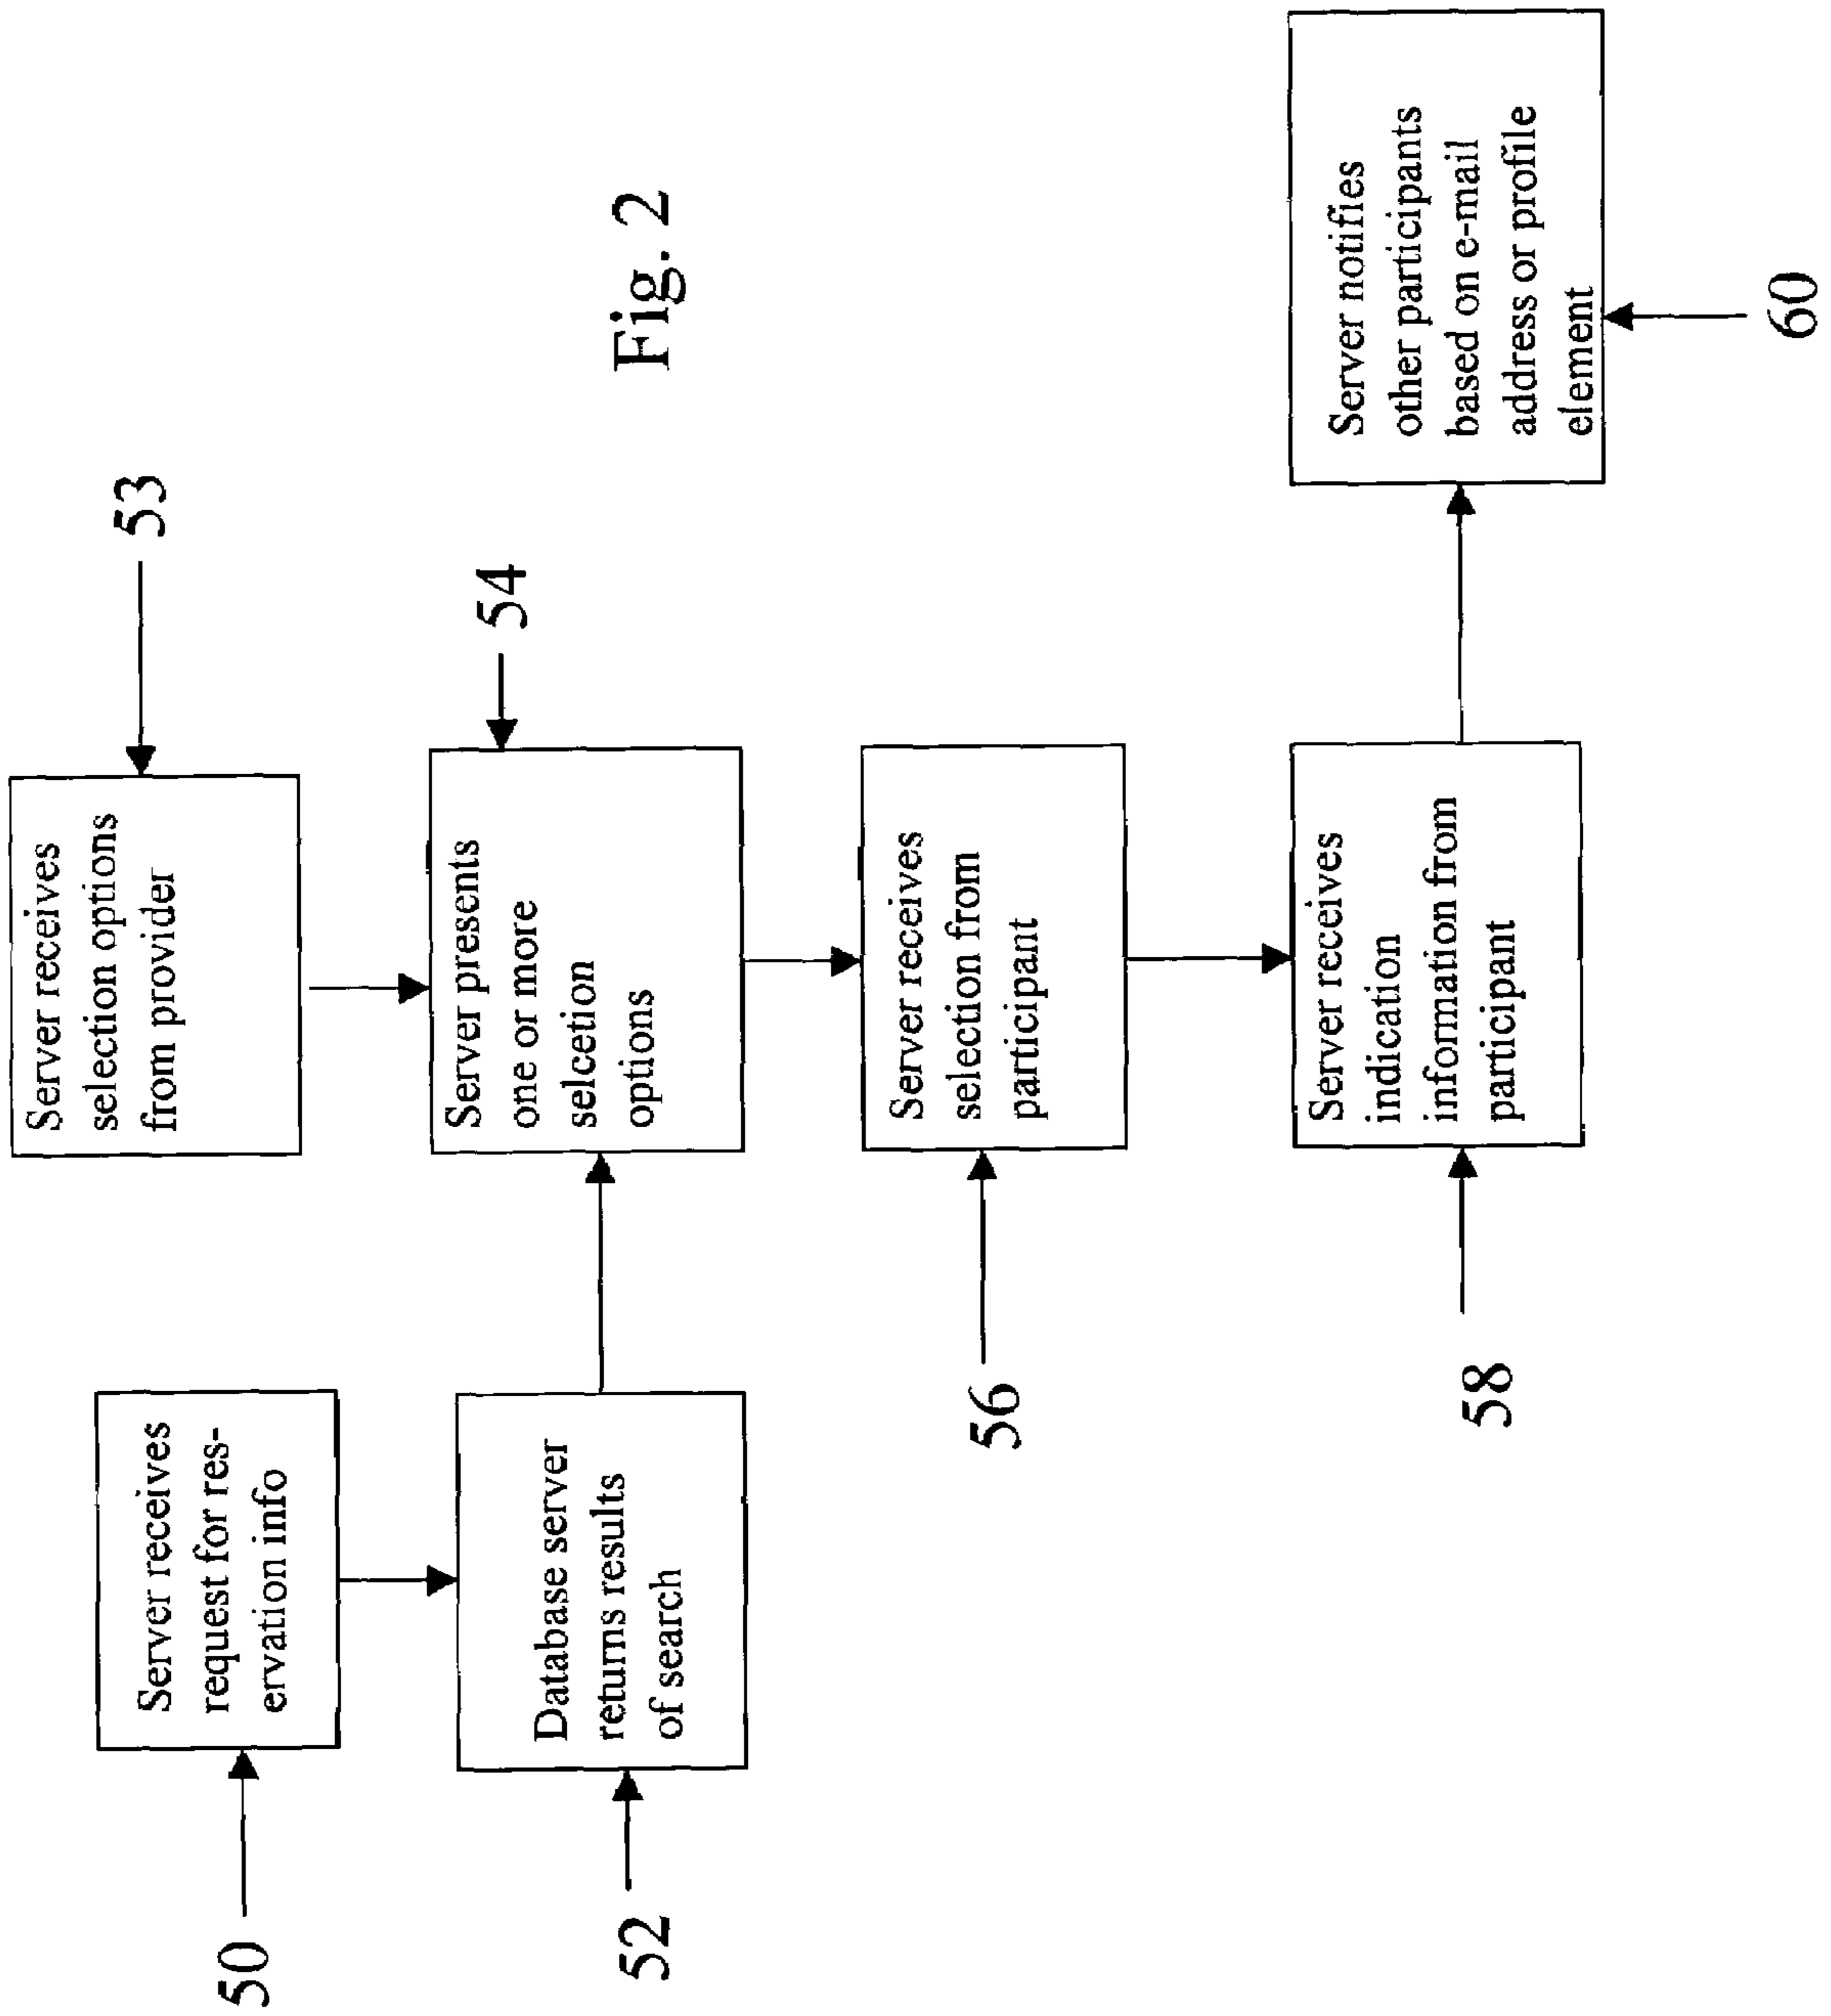 50
Server receives
request for res-
ervation info
52
Database server
returns results
of search
53
Server receives
selection options
from provider
54
Server presents
one or more
selcetion
options
56
Server receives
selection from
participant
58
Server receives
indication
information from
participant
60
Server notifies
other participants
based on e-mail
address or profile
element
Fig. 2